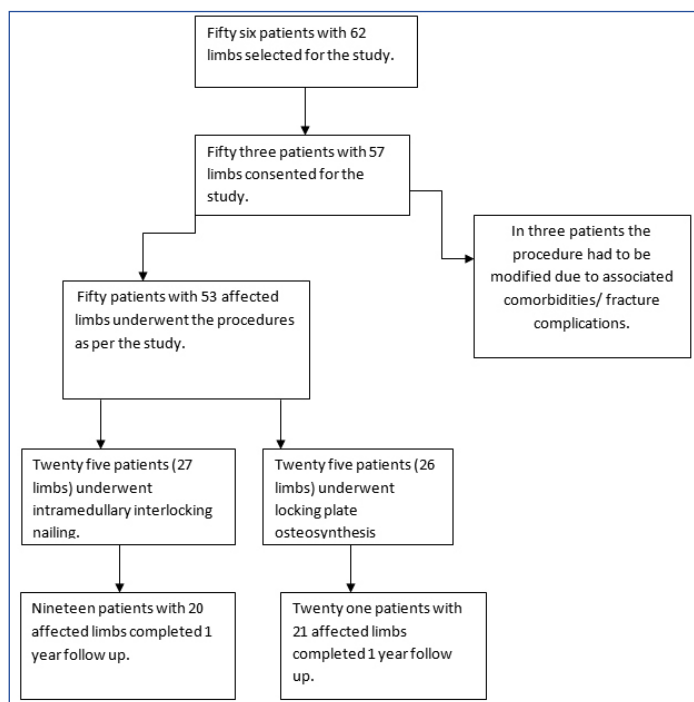 Fifty six patients with 62
limbs selected for the study.
Fifty three patients with 57
limbs consented for the
study.
In three patients the
procedure had to be
modified due to associated
comorbidities/ fracture
complications.
Fifty patients with 53 affected
limbs underwent the procedures
as per the study.
Twenty five patients (27
limbs) underwent
intramedullary interlocking
nailing.
Twenty five patients (26
limbs) underwent
locking plate
osteosynthesis
Nineteen patients with 20
affected limbs completed 1
year follow up.
Twenty one patients with
21 affected limbs
completed 1 year follow
up.